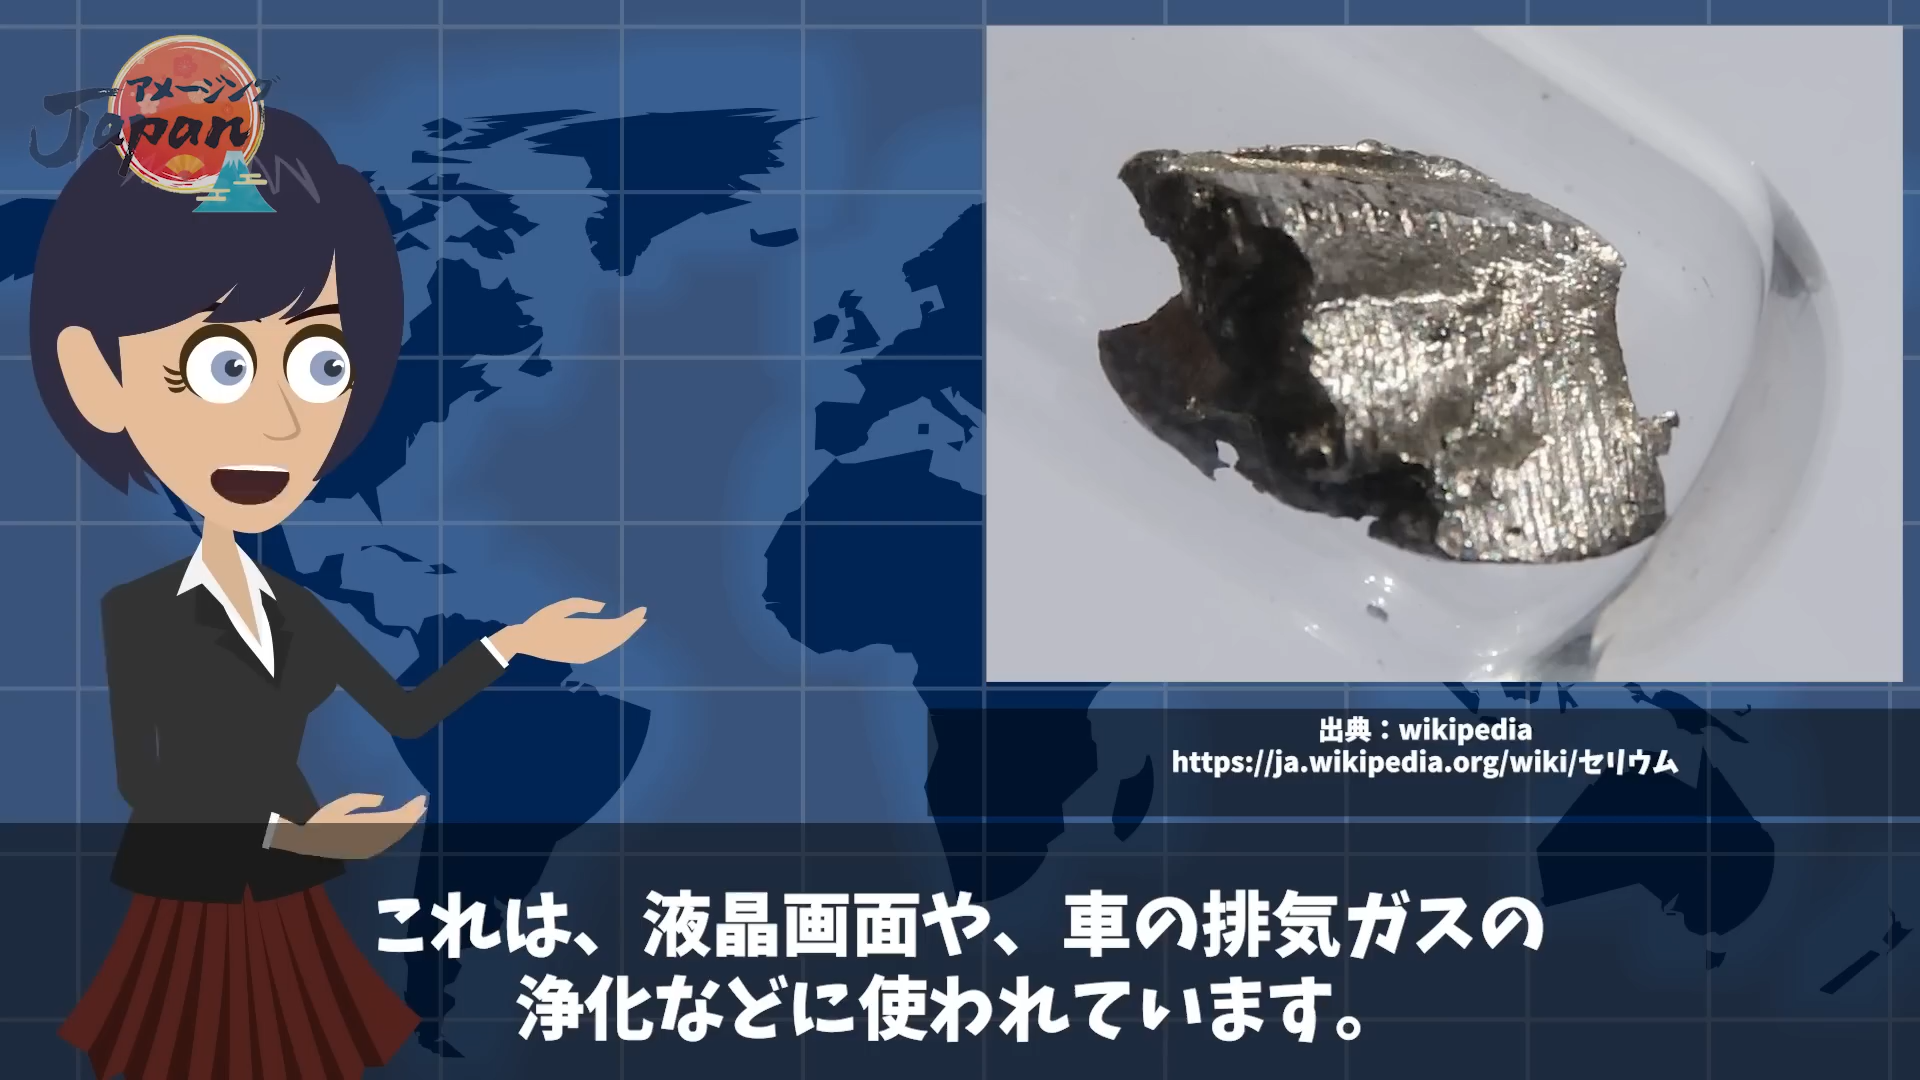 アメージング
Japan
出典：wikipedia
https://ja.wikipedia.org/wiki/セリウム
これは、液晶画面や、車の排気ガスの
浄化などに使われています。